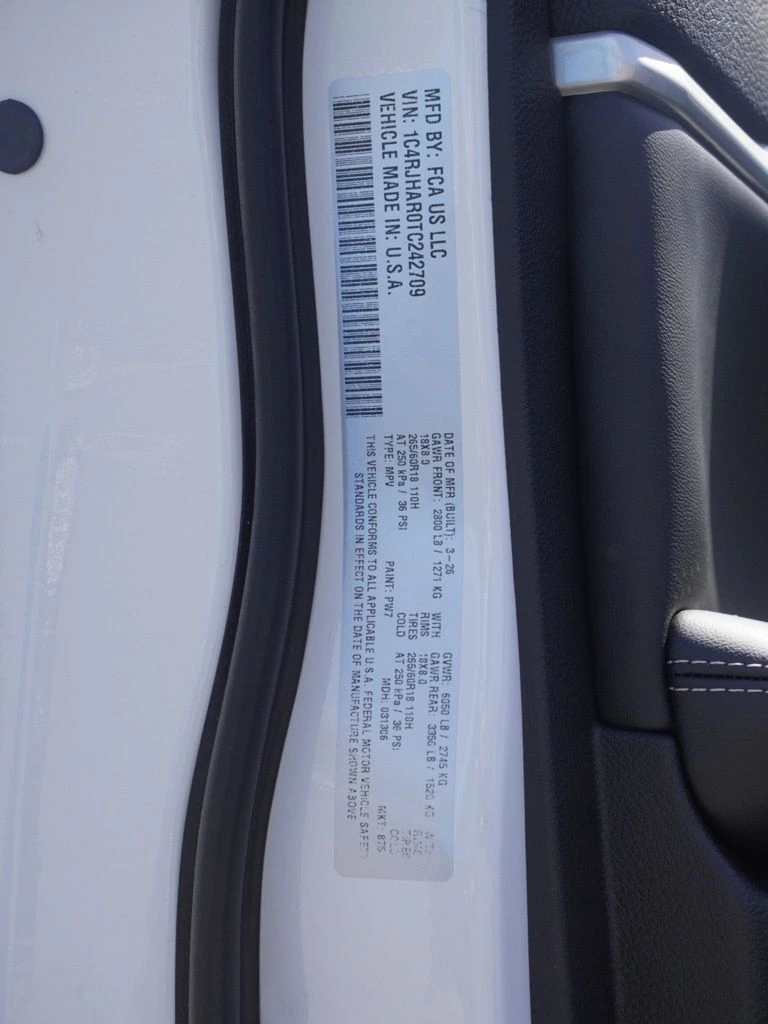 MFD BY: FCA US LLC
VIN: 1C4RJHAR0TC242709
VEHICLE MADE IN: U.S.A.
DATE OF MFR (BUILT): 3-26 GVWR: 6050 LB / 2745 KG
GAWR FRONT: 2800 LB / 1271 KG WITH GAWR REAR: 3350 LB / 1520 KG
18X8.0 RIMS 18X8.0
265/60R18 110H TIRES 265/60R18 110H
AT 250 kPa / 36 PSI COLD AT 250 kPa / 36 PSI COLD
TYPE: MPV PAINT: PW7 MDH: 031306 MKT: 875
THIS VEHICLE CONFORMS TO ALL APPLICABLE U.S.A. FEDERAL MOTOR VEHICLE SAFETY
STANDARDS IN EFFECT ON THE DATE OF MANUFACTURE SHOWN ABOVE